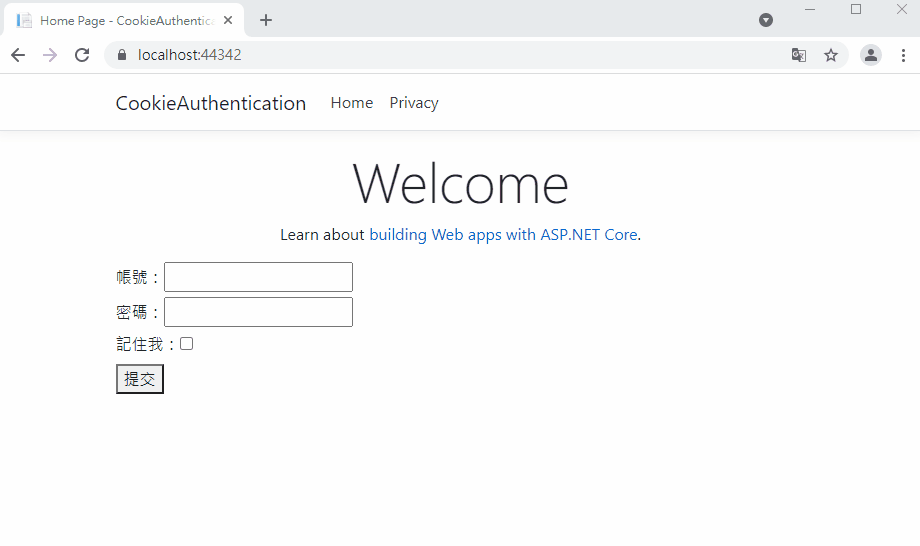 Home Page - CookieAuthentica
localhost:44342
CookieAuthentication Home Privacy
Welcome
Learn about building Web apps with ASP.NET Core.
帳號：
密碼：
記住我：
提交